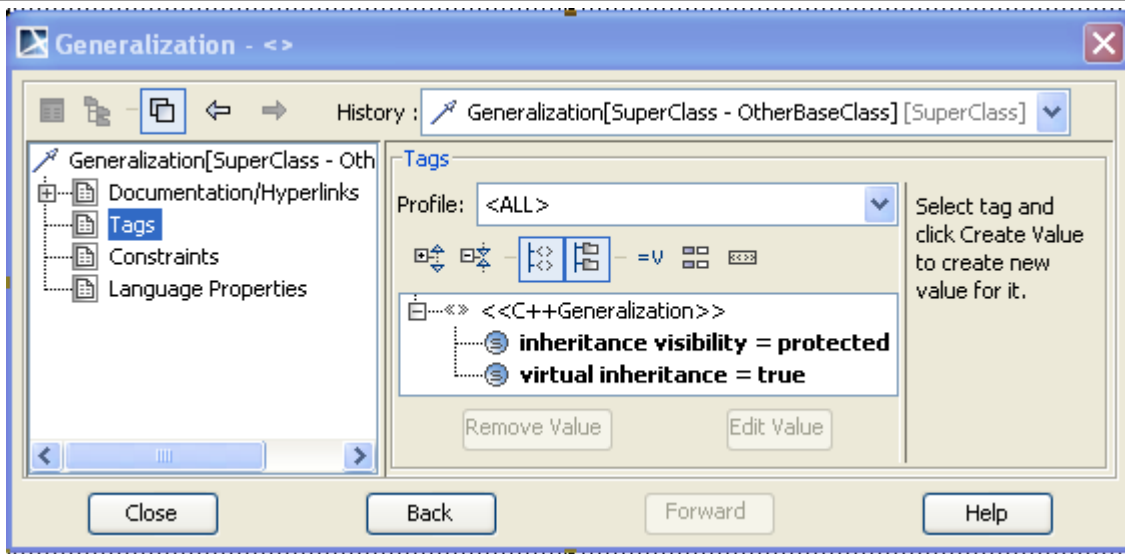 Generalization - <>
History : Generalization[SuperClass - OtherBaseClass] [SuperClass]
Generalization[SuperClass - Oth
Documentation/Hyperlinks
Tags
Constraints
Language Properties
Tags
Profile: <ALL>
=V
<<C++Generalization>>
inheritance visibility = protected
virtual inheritance = true
Remove Value Edit Value
Select tag and
click Create Value
to create new
value for it.
Close Back Forward Help